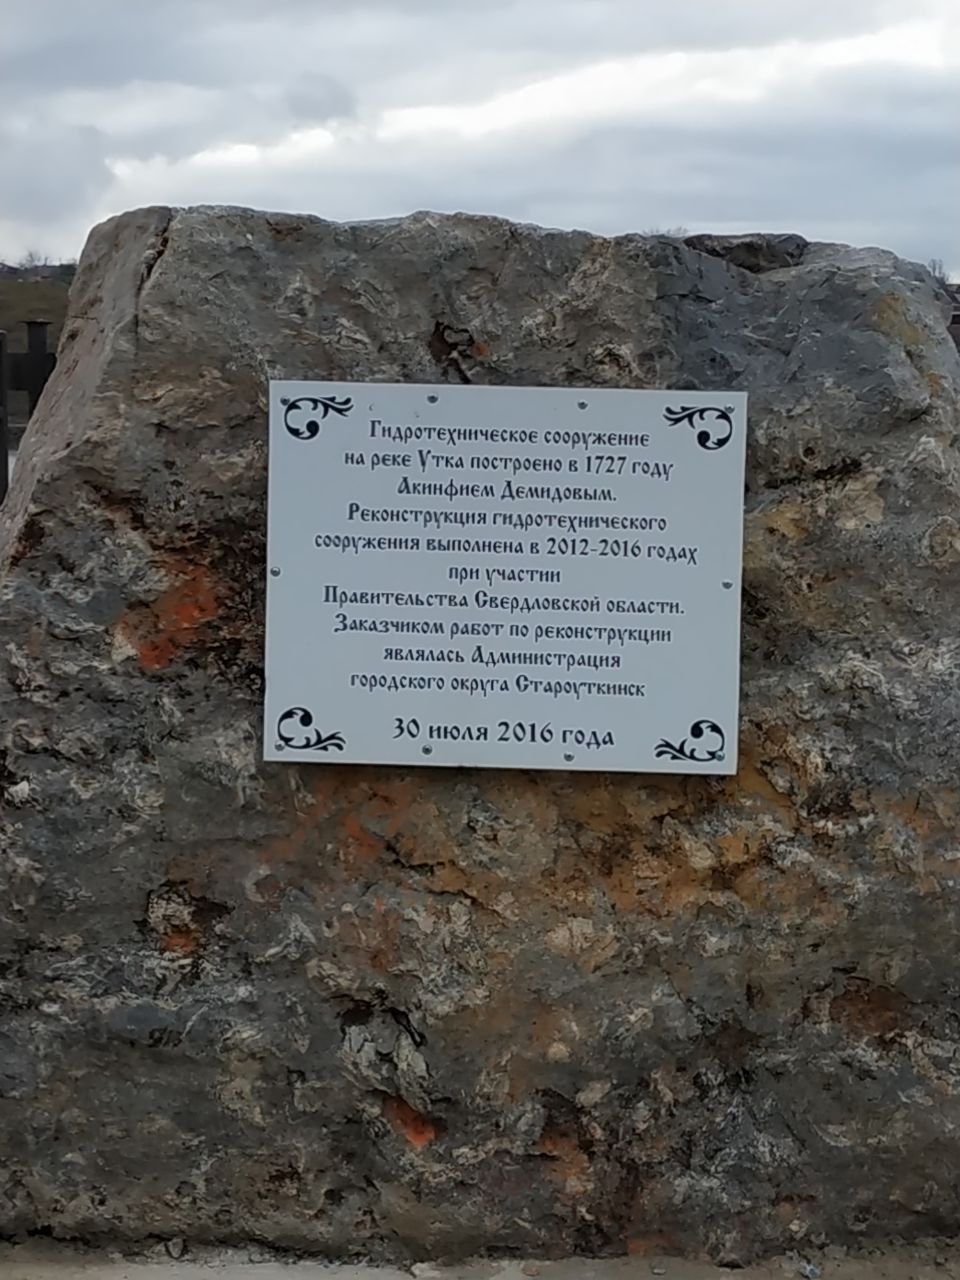 Гидротехническое сооружение
на реке Утка построено в 1727 году
Акинфием Демидовым.
Реконструкция гидротехнического
сооружения выполнена в 2012-2016 годах
при участии
Правительства Свердловской области.
Заказчиком работ по реконструкции
являлась Администрация
городского округа Староуткинск
30 июля 2016 года